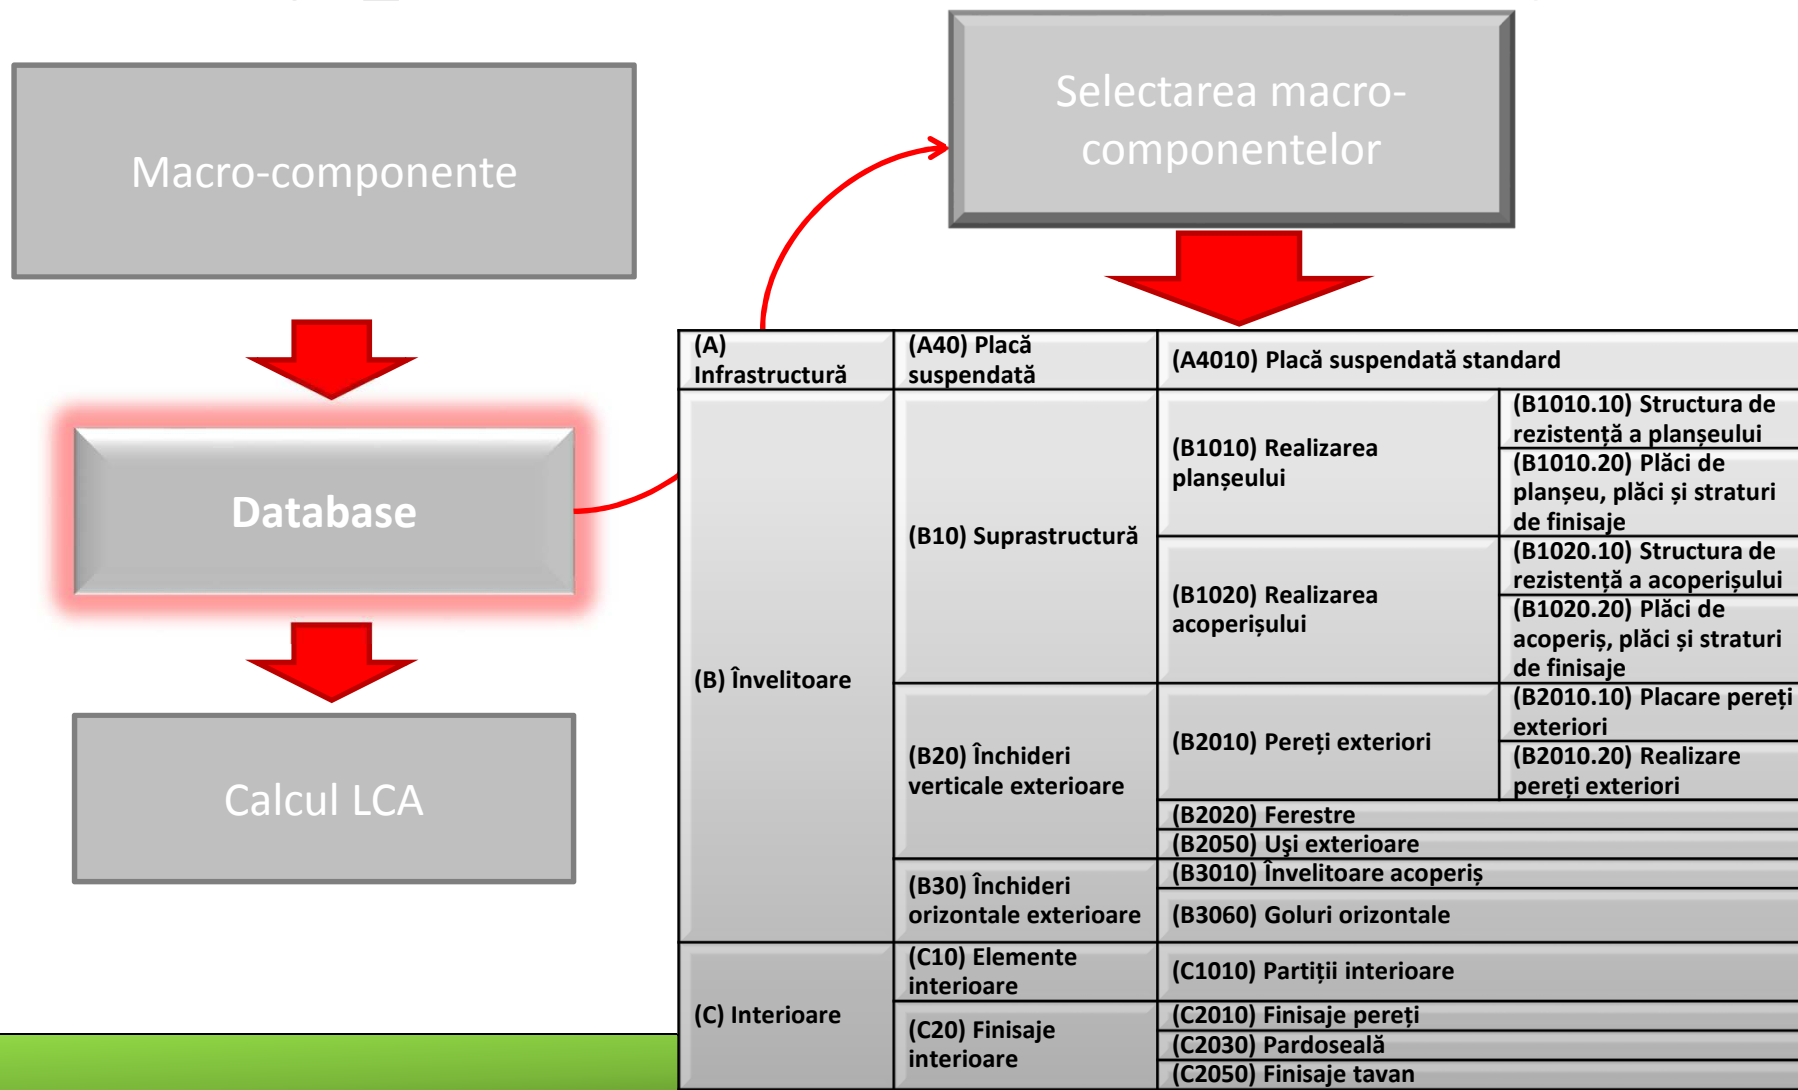 Macro-componente
Database
Calcul LCA
Selectarea macro-
componentelor
(A)
Infrastructură
(A40) Placă
suspendată
(A4010) Placă suspendată standard
(B) Învelitoare
(B10) Suprastructură
(B1010) Realizarea
planșeului
(B1010.10) Structura de
rezistență a planșeului
(B1010.20) Plăci de
planșeu, plăci și straturi
de finisaje
(B1020) Realizarea
acoperișului
(B1020.10) Structura de
rezistență a acoperișului
(B1020.20) Plăci de
acoperiș, plăci și straturi
de finisaje
(B20) Închideri
verticale exterioare
(B2010) Pereți exteriori
(B2010.10) Placare pereți
exteriori
(B2010.20) Realizare
pereți exteriori
(B2020) Ferestre
(B2050) Uşi exterioare
(B30) Închideri
orizontale exterioare
(B3010) Învelitoare acoperiș
(B3060) Goluri orizontale
(C) Interioare
(C10) Elemente
interioare
(C1010) Partiții interioare
(C20) Finisaje
interioare
(C2010) Finisaje pereți
(C2030) Pardoseală
(C2050) Finisaje tavan